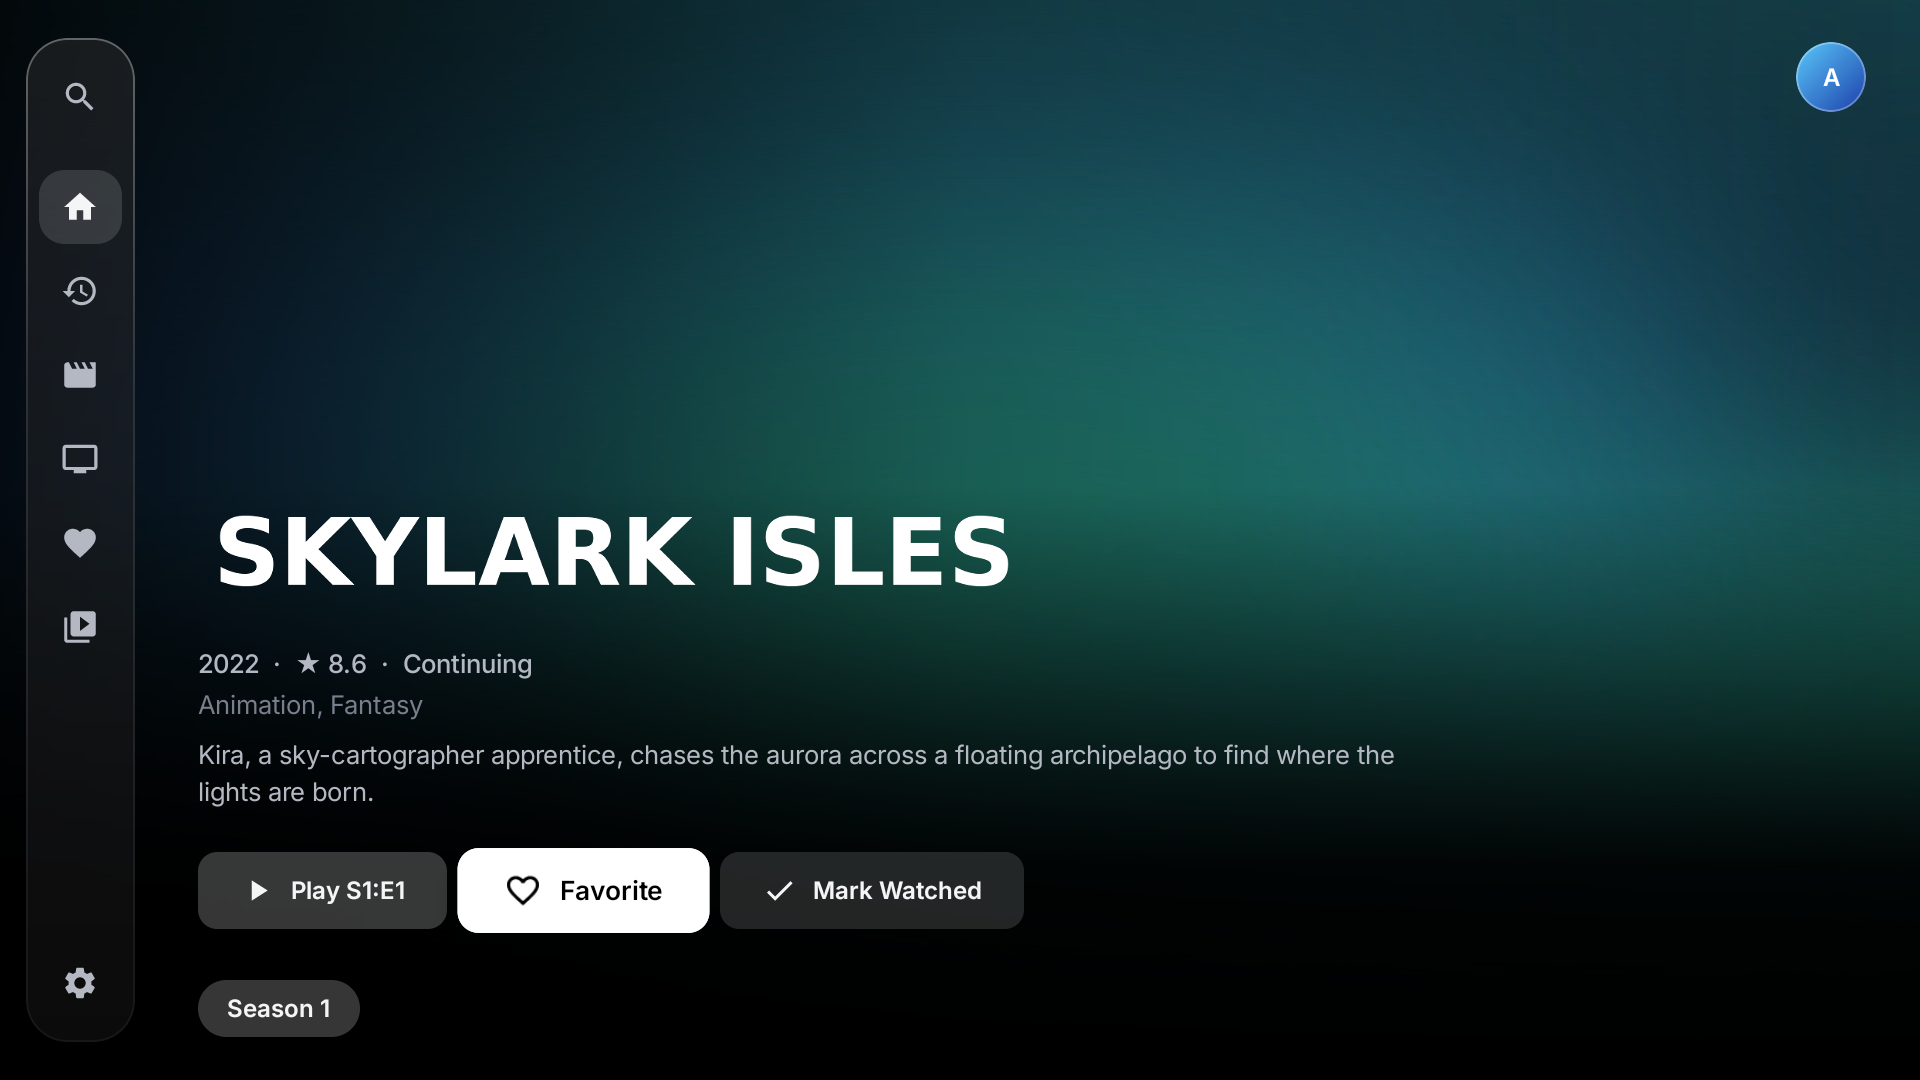 A
SKYLARK ISLES
2022 · ★ 8.6 · Continuing
Animation, Fantasy
Kira, a sky-cartographer apprentice, chases the aurora across a floating archipelago to find where the
lights are born.
Play S1:E1
Favorite
Mark Watched
Season 1